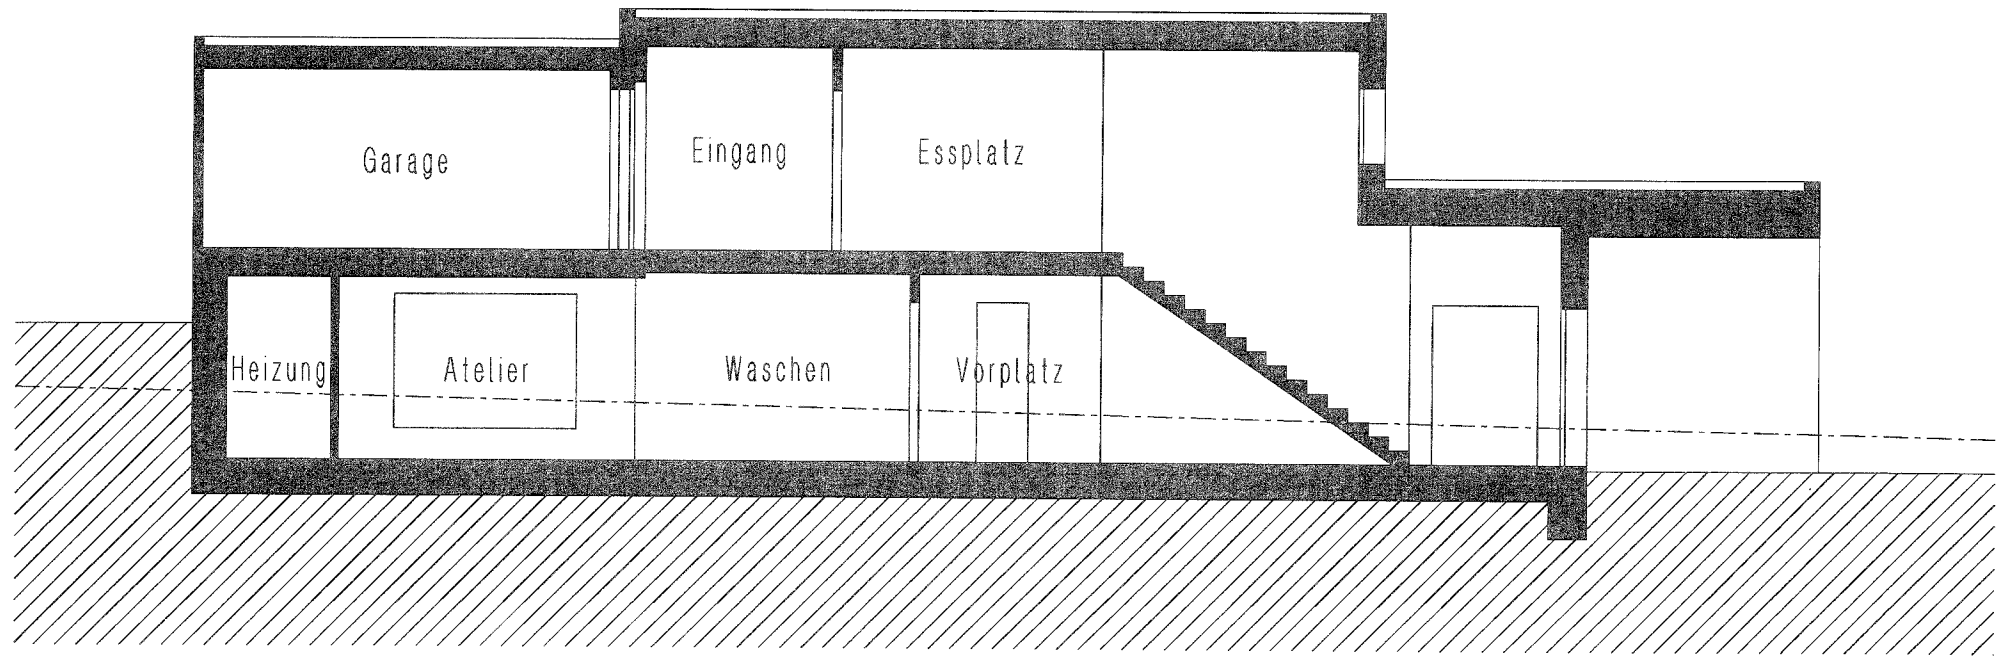 Garage
Eingang
Essplatz
Heizung
Atelier
Waschen
Vorplatz